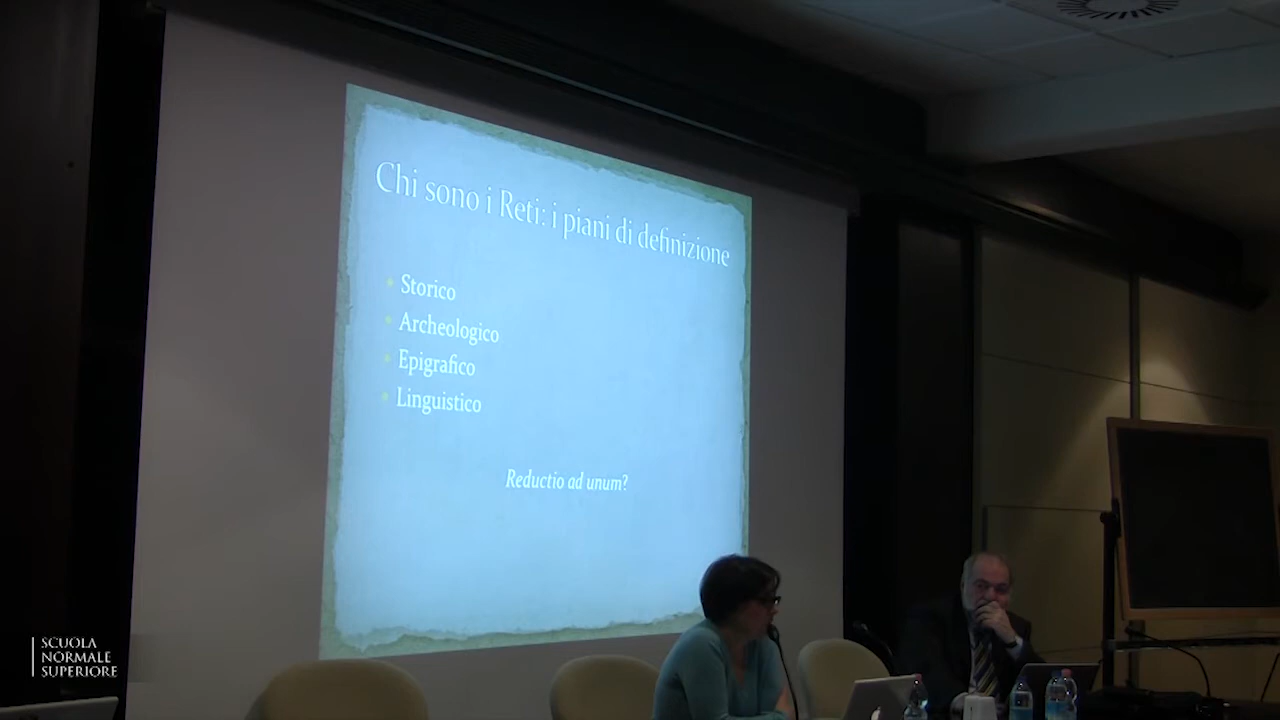 Chi sono i Reti: i piani di definizione
Storico
Archeologico
Epigrafico
Linguistico
Reductio ad unum?
SCUOLA
NORMALE
SUPERIORE